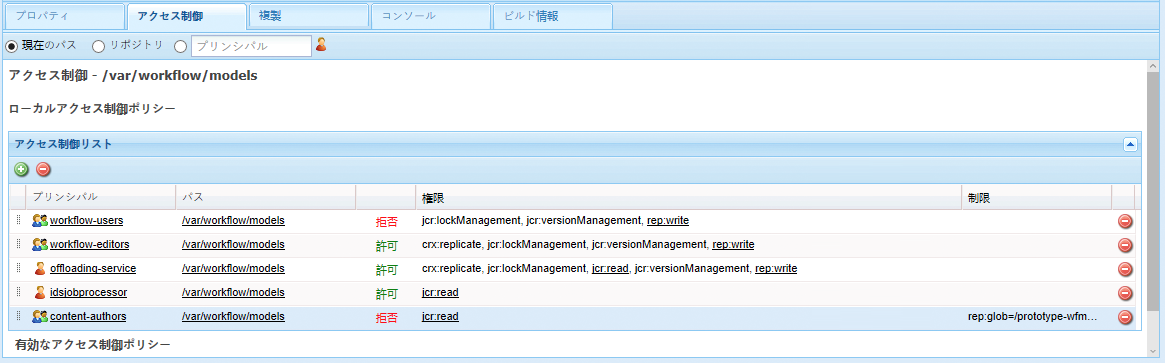 プロパティ アクセス制御 複製 コンソール ビルド情報
現在のパス リポジトリ プリンシパル
アクセス制御 - /var/workflow/models
ローカルアクセス制御ポリシー
アクセス制御リスト
プリンシパル パス 権限 制限
workflow-users /var/workflow/models 拒否 jcr:lockManagement, jcr:versionManagement, rep:write
workflow-editors /var/workflow/models 許可 crx:replicate, jcr:lockManagement, jcr:versionManagement, rep:write
offloading-service /var/workflow/models 許可 crx:replicate, jcr:lockManagement, jcr:read, jcr:versionManagement, rep:write
idsjobprocessor /var/workflow/models 許可 jcr:read
content-authors /var/workflow/models 拒否 jcr:read rep:glob=/prototype-wfm...
有効なアクセス制御ポリシー